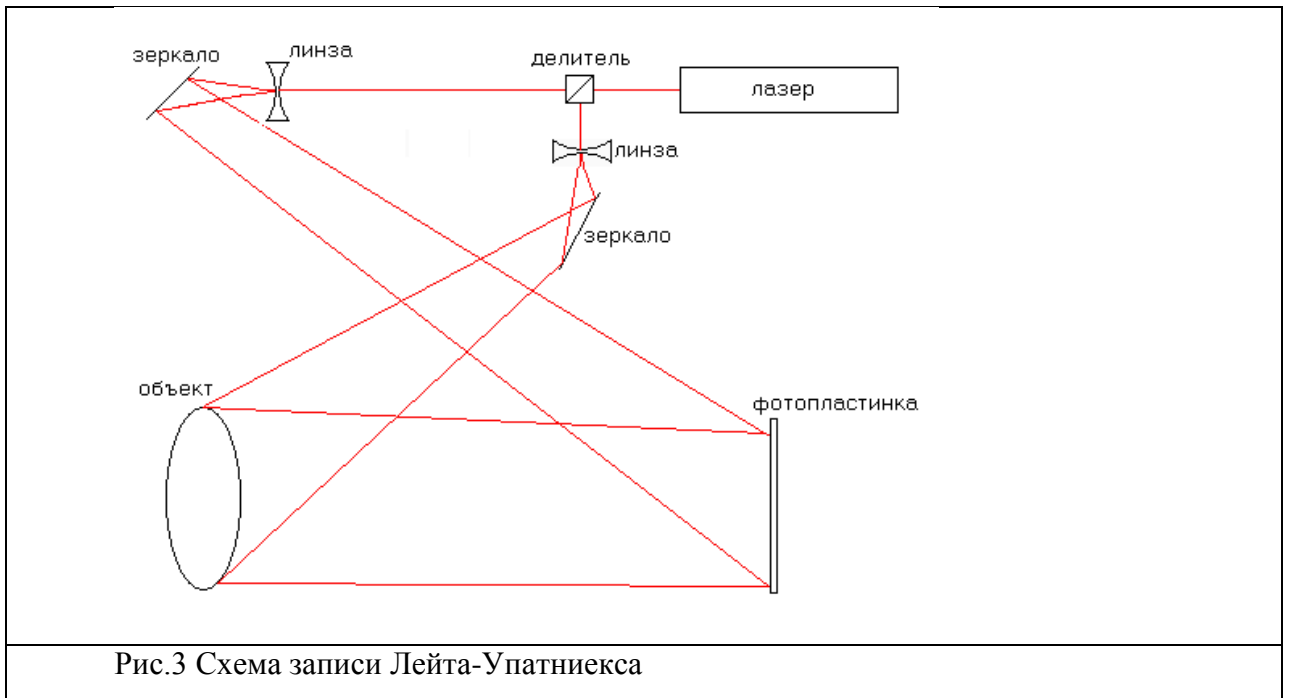 зеркало
линза
делитель
лазер
линза
зеркало
объект
фотопластинка
Рис.3 Схема записи Лейта-Упатниекса